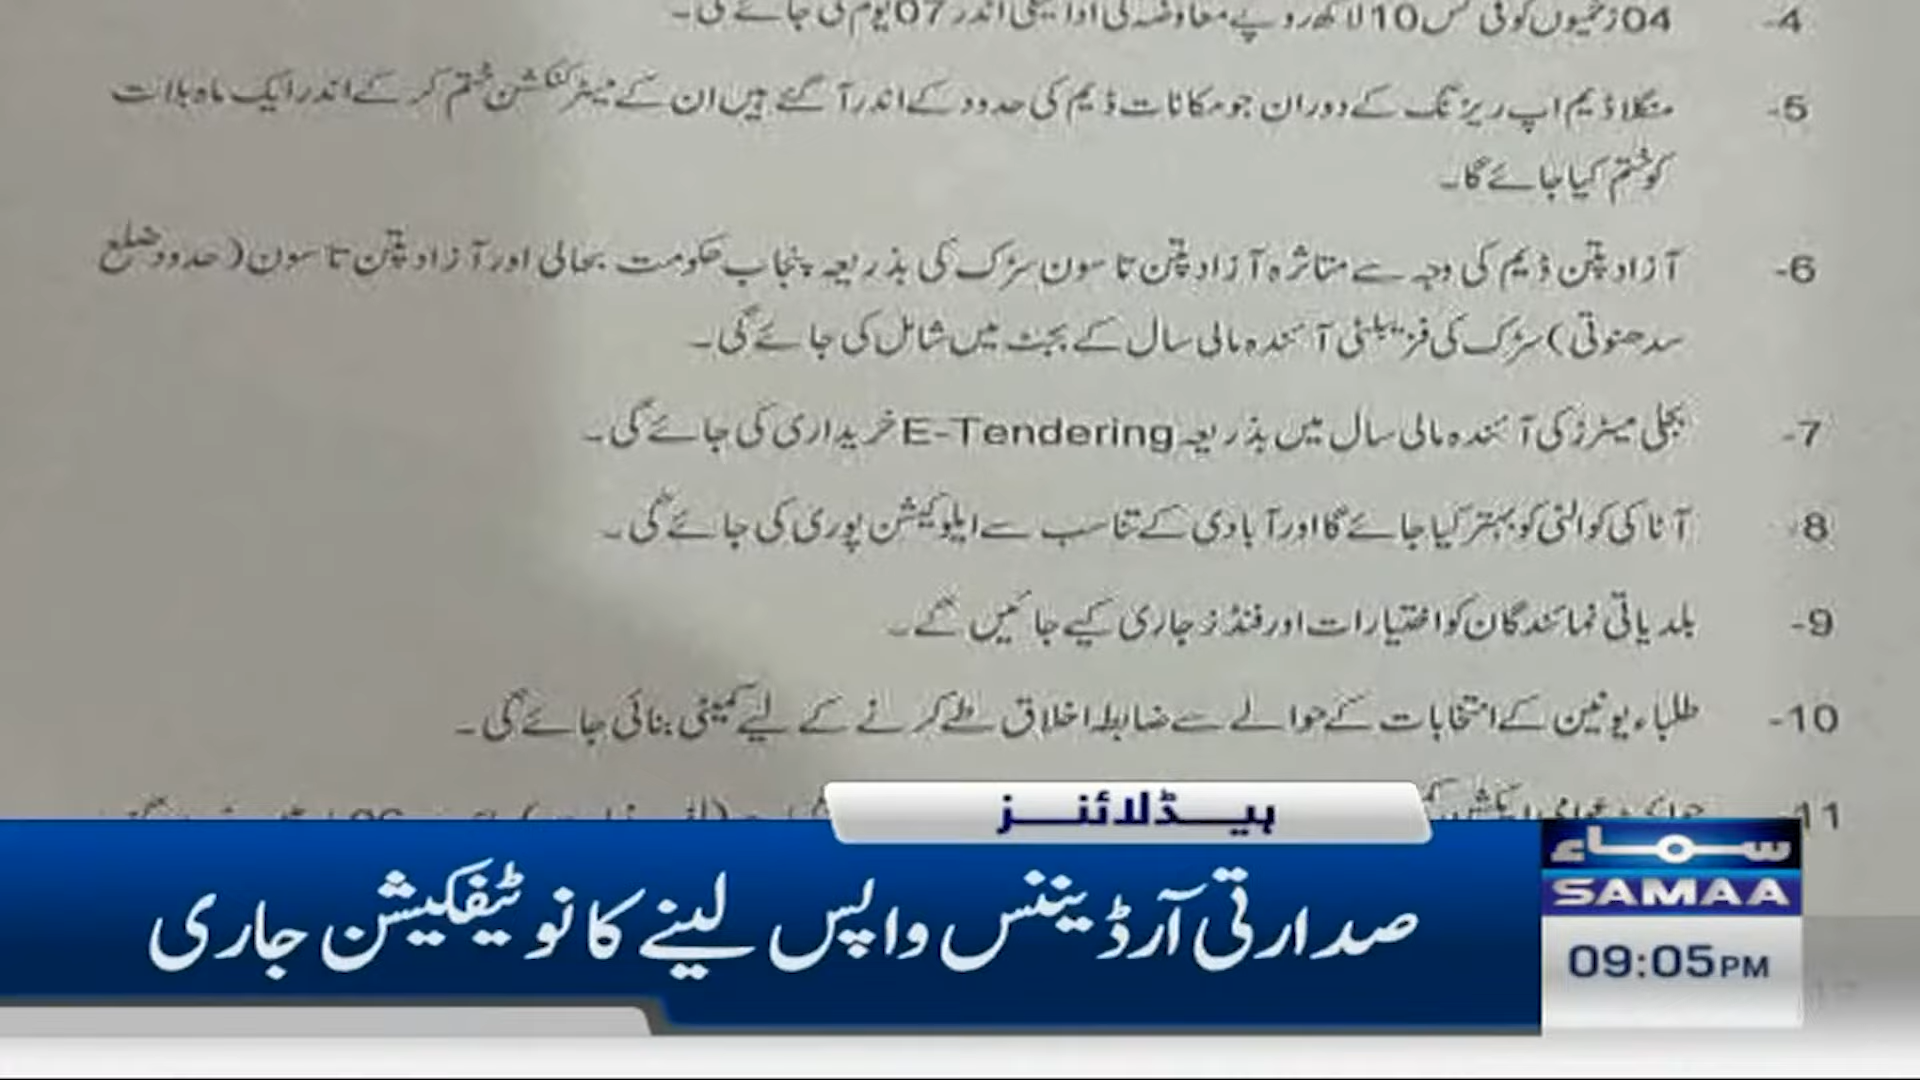 4- 04 زخمیوں کو فی کس 10 لاکھ روپے معاوضہ کی ادائیگی اندر 07 یوم کی جائے گی۔
5- منگلا ڈیم اپ ریزنگ کے دوران جو مکانات ڈیم کی حدود کے اندر آ گئے ہیں ان کے میٹر کنکشن ختم کر کے اندر ایک ماہ بلات
کو ختم کیا جائے گا۔
6- آزاد پتن ڈیم کی وجہ سے متاثرہ آزاد پتن تا سون سڑک کی بذریعہ پنجاب حکومت بحالی اور آزاد پتن تا سون (حدود ضلع
سدھنوتی) سڑک کی فزیبلٹی آئندہ مالی سال کے بجٹ میں شامل کی جائے گی۔
7- بجلی میٹرز کی آئندہ مالی سال میں بذریعہ E-Tendering خریداری کی جائے گی۔
8- آٹا کی کوالٹی کو بہتر کیا جائے گا اور آبادی کے تناسب سے ایلوکیشن پوری کی جائے گی۔
9- بلدیاتی نمائندگان کو اختیارات اور فنڈز جاری کیے جائیں گے۔
10- طلباء یونین کے انتخابات کے حوالے سے ضابطہ اخلاق طے کرنے کے لیے کمیٹی بنائی جائے گی۔
11-
ہیڈلائنز
صدارتی آرڈیننس واپس لینے کا نوٹیفکیشن جاری
سماء
SAMAA
09:05PM